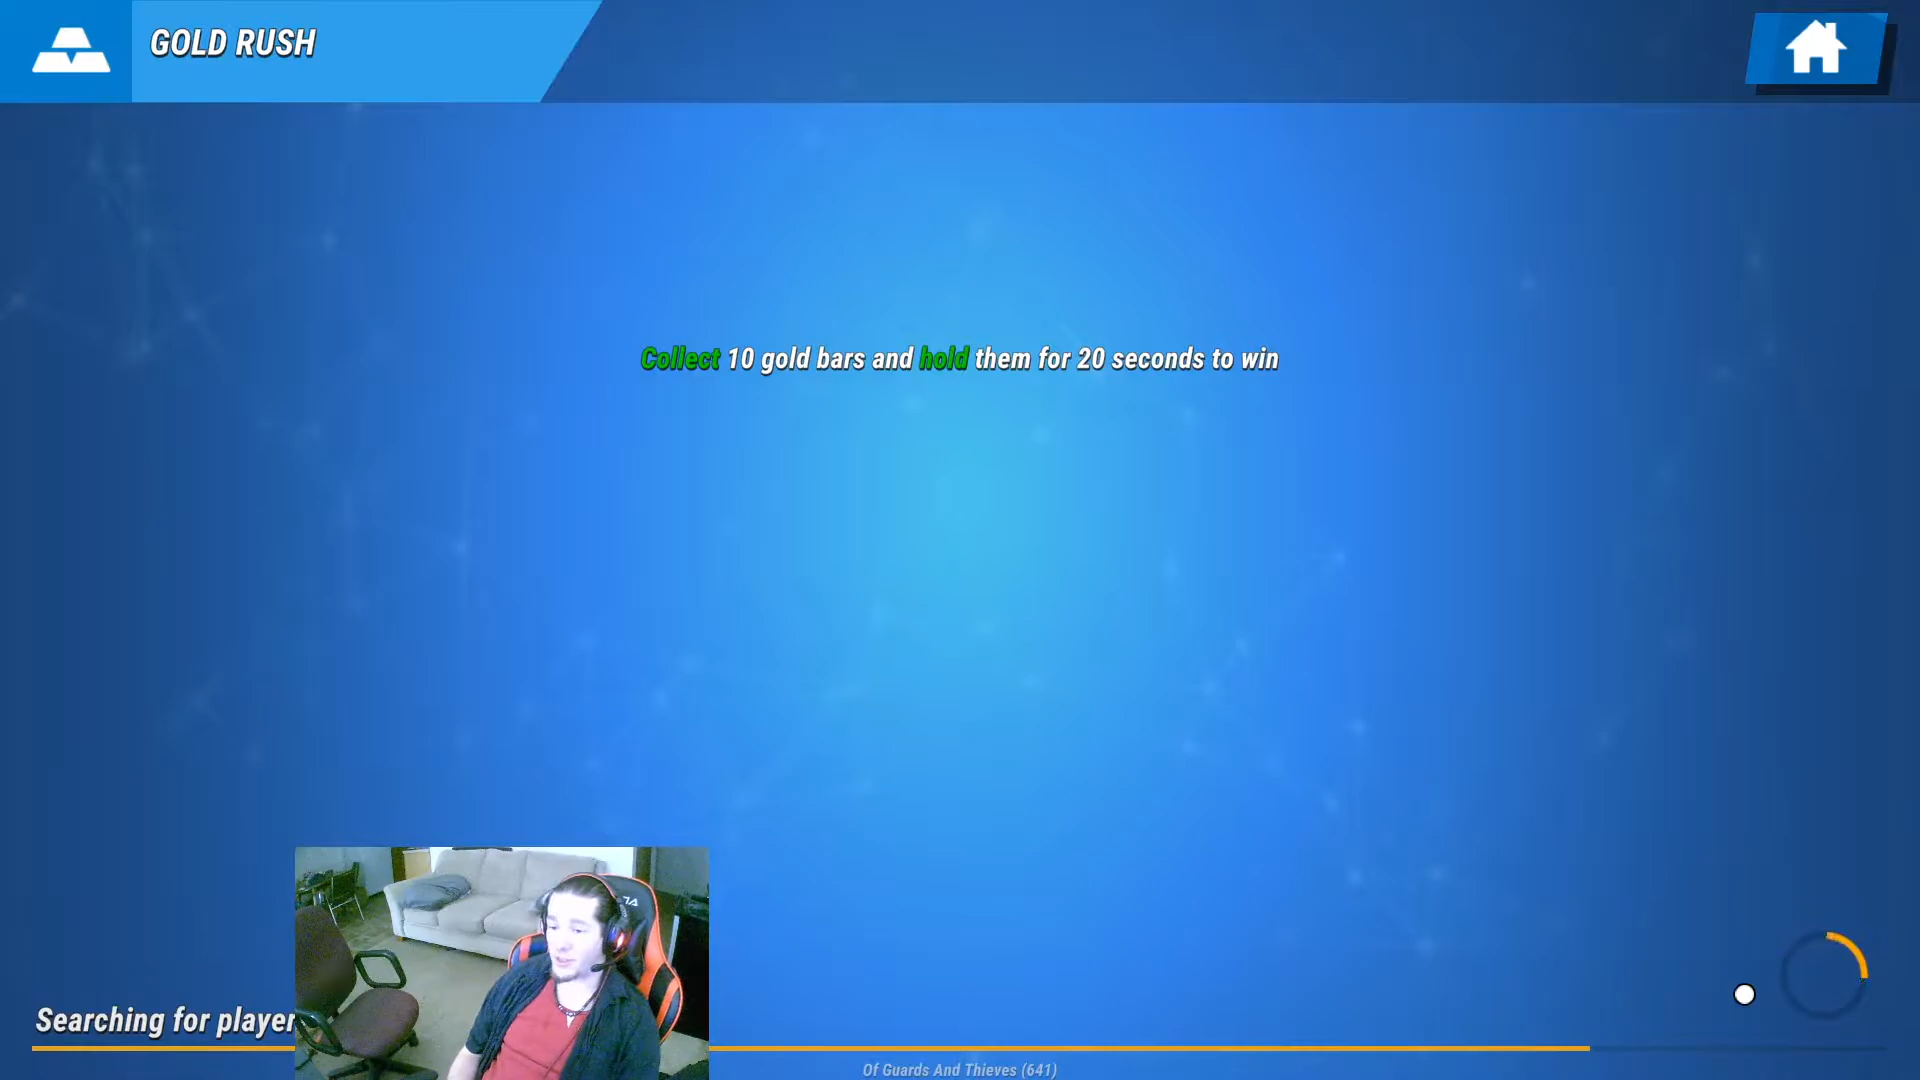 GOLD RUSH
Collect 10 gold bars and hold them for 20 seconds to win
Searching for player
Of Guards And Thieves (641)